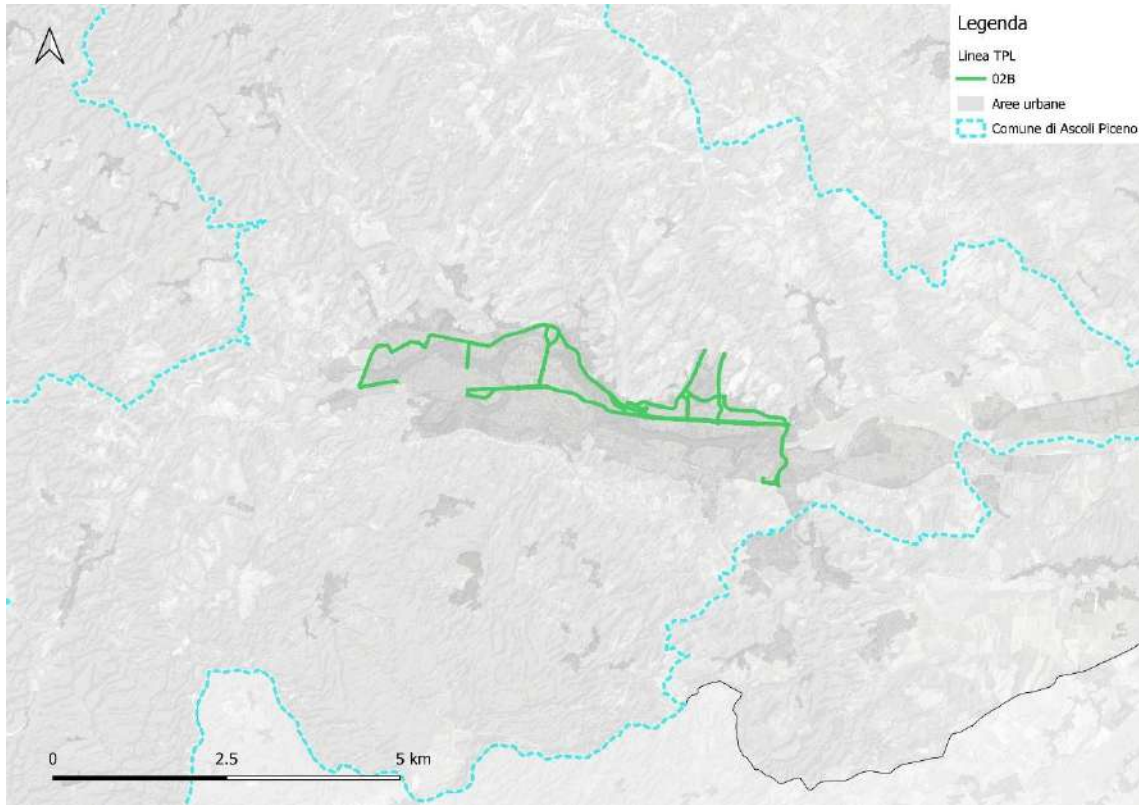 Legenda
Linea TPL
02B
Aree urbane
Comune di Ascoli Piceno
0 2.5 5 km